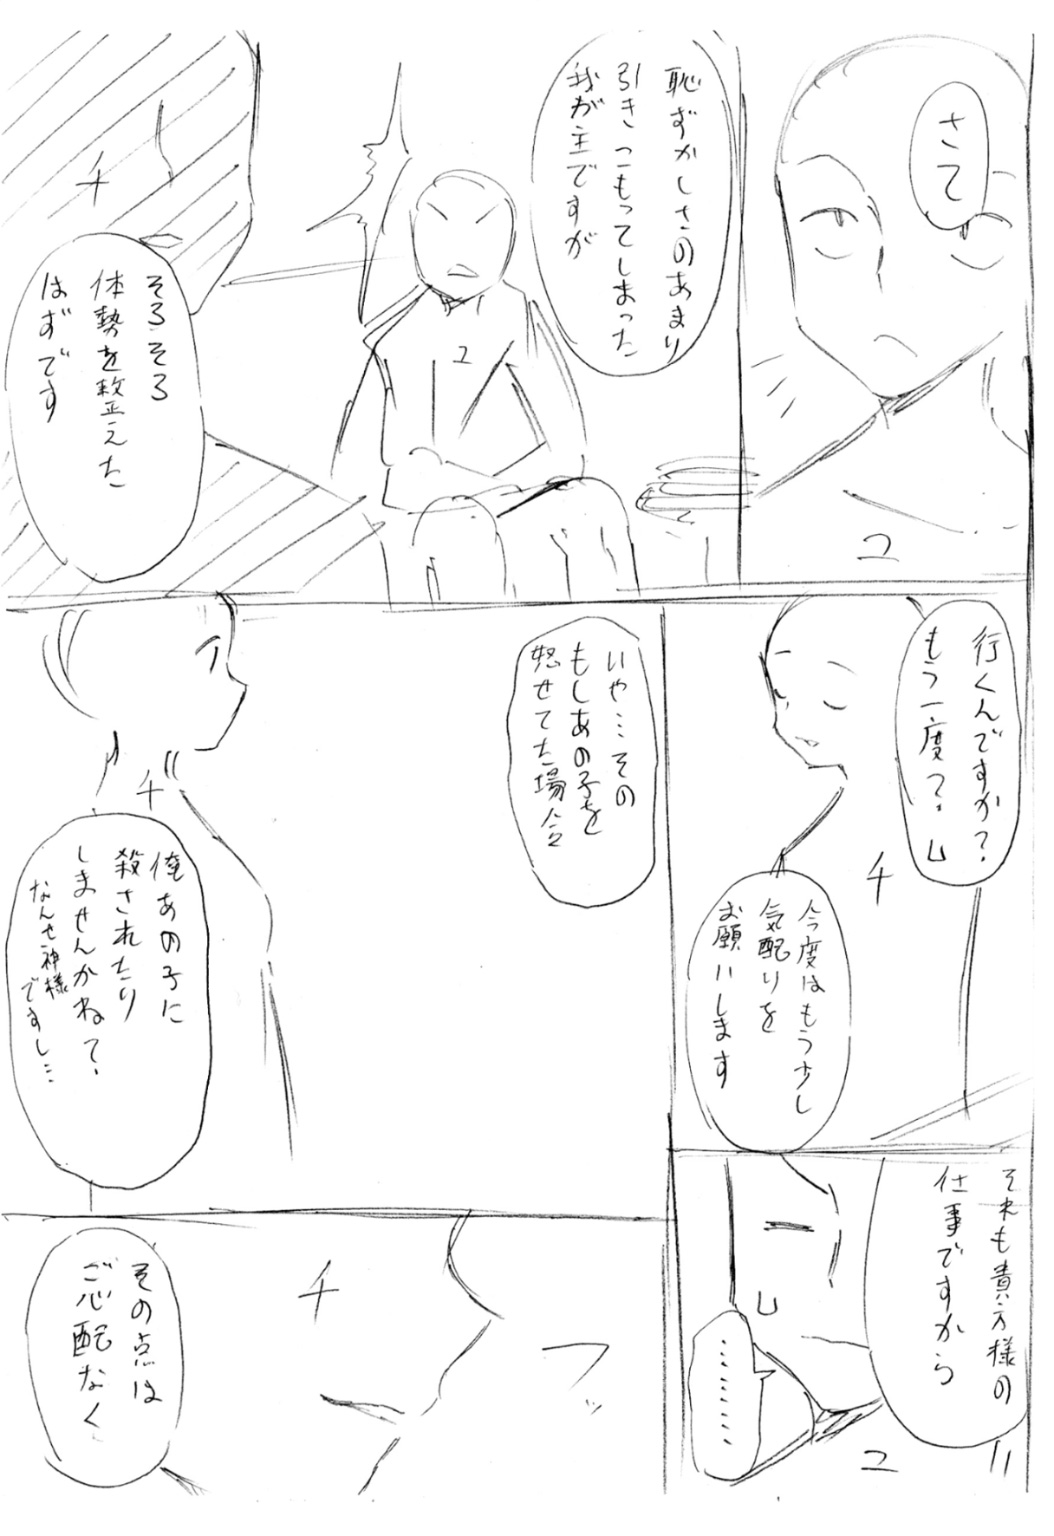 さて
ユ
恥ずかしさのあまり
引きこもってしまった
我が主ですが
ユ
チ
そろそろ
体勢を整えた
はずです
行くんですか?
もう一度?
チ
今度はもう少し
気配りを
お願いします
いや…その
もしあの子を
怒せてた場合
チ
俺あの子に
殺されたり
しませんかね?
なんせ神様
ですし…
それも貴方様の
仕事ですから
………
ユ
フッ
チ
その点は
ご心配なく